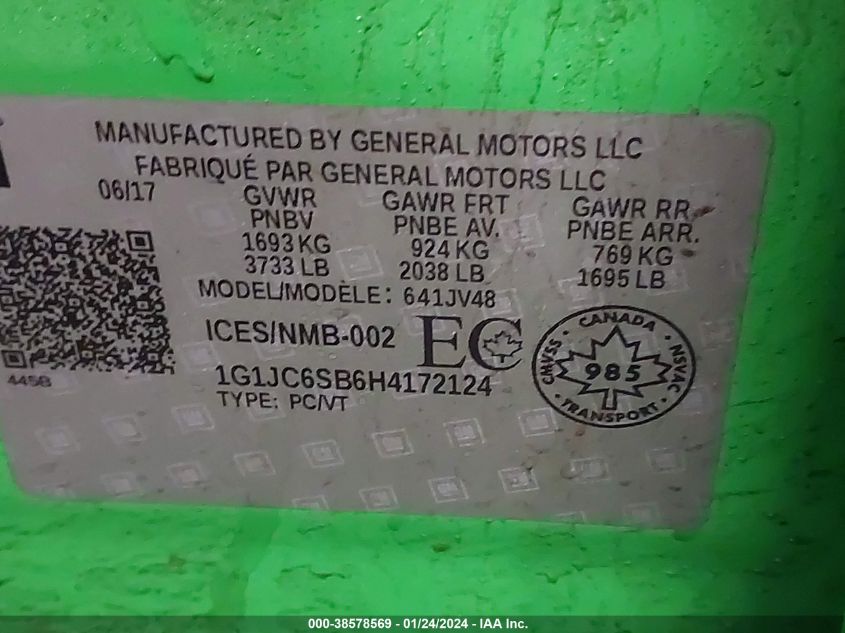 MANUFACTURED BY GENERAL MOTORS LLC
FABRIQUÉ PAR GENERAL MOTORS LLC
06/17 GVWR GAWR FRT GAWR RR
PNBV PNBE AV. PNBE ARR.
1693 KG 924 KG 769 KG
3733 LB 2038 LB 1695 LB
MODEL/MODÈLE: 641JV48
ICES/NMB-002 EC
CANADA
CMVSS 985 NSVAC
TRANSPORT
445B
1G1JC6SB6H4172124
TYPE: PC/VT
000-38578569 - 01/24/2024 - IAA Inc.